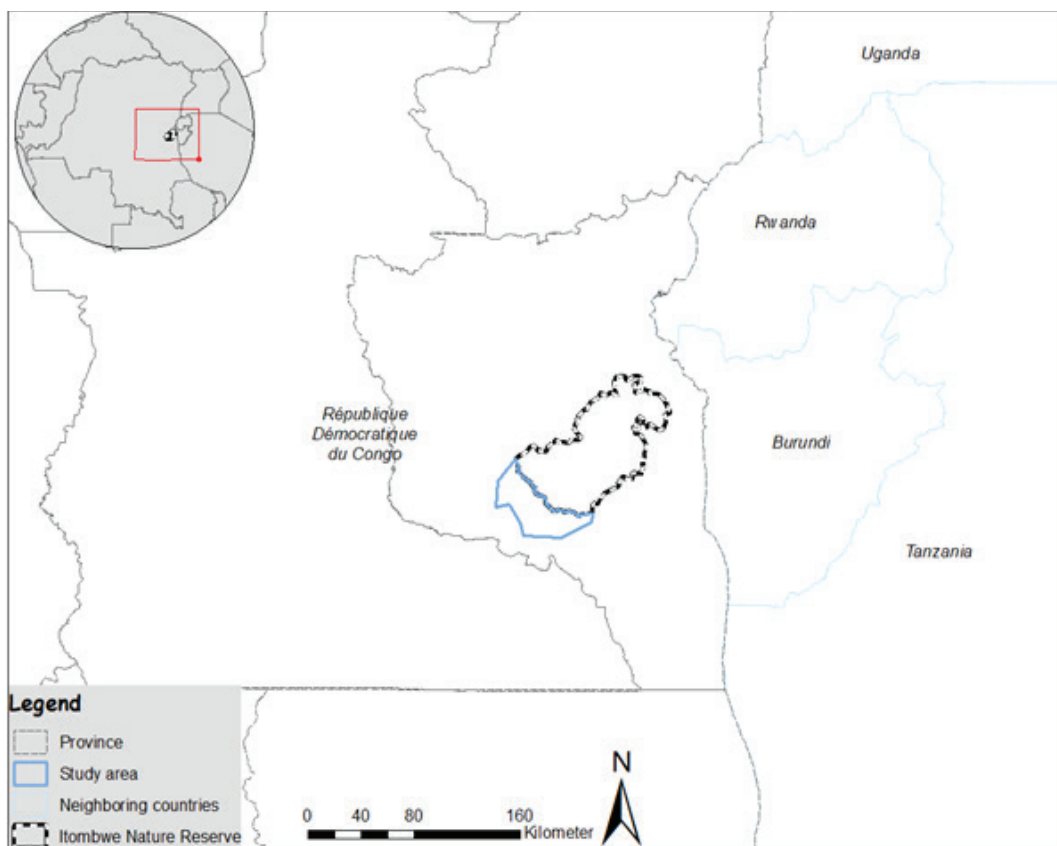 Uganda
Rwanda
République
Démocratique
du Congo
Burundi
Tanzania
Legend
Province
Study area
Neighboring countries
Itombwe Nature Reserve
N
0 40 80 160
Kilometer